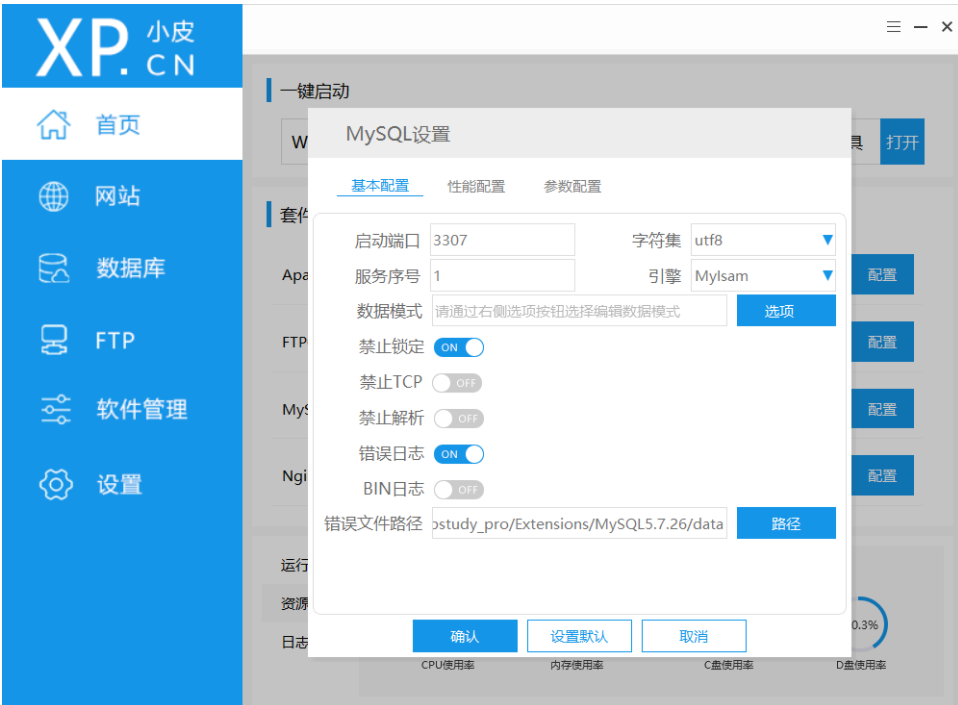 XP.CN 小皮
首页
网站
数据库
FTP
软件管理
设置
一键启动
打开
套件
配置
FTP
配置
配置
配置
运行
资源
日志
0.3%
CPU使用率 内存使用率 C盘使用率 D盘使用率
MySQL设置
基本配置 性能配置 参数配置
启动端口 3307 字符集 utf8
服务序号 1 引擎 MyIsam
数据模式 请通过右侧选项按钮选择编辑数据模式 选项
禁止锁定 ON
禁止TCP OFF
禁止解析 OFF
错误日志 ON
BIN日志 OFF
错误文件路径 ostudy_pro/Extensions/MySQL5.7.26/data 路径
确认 设置默认 取消